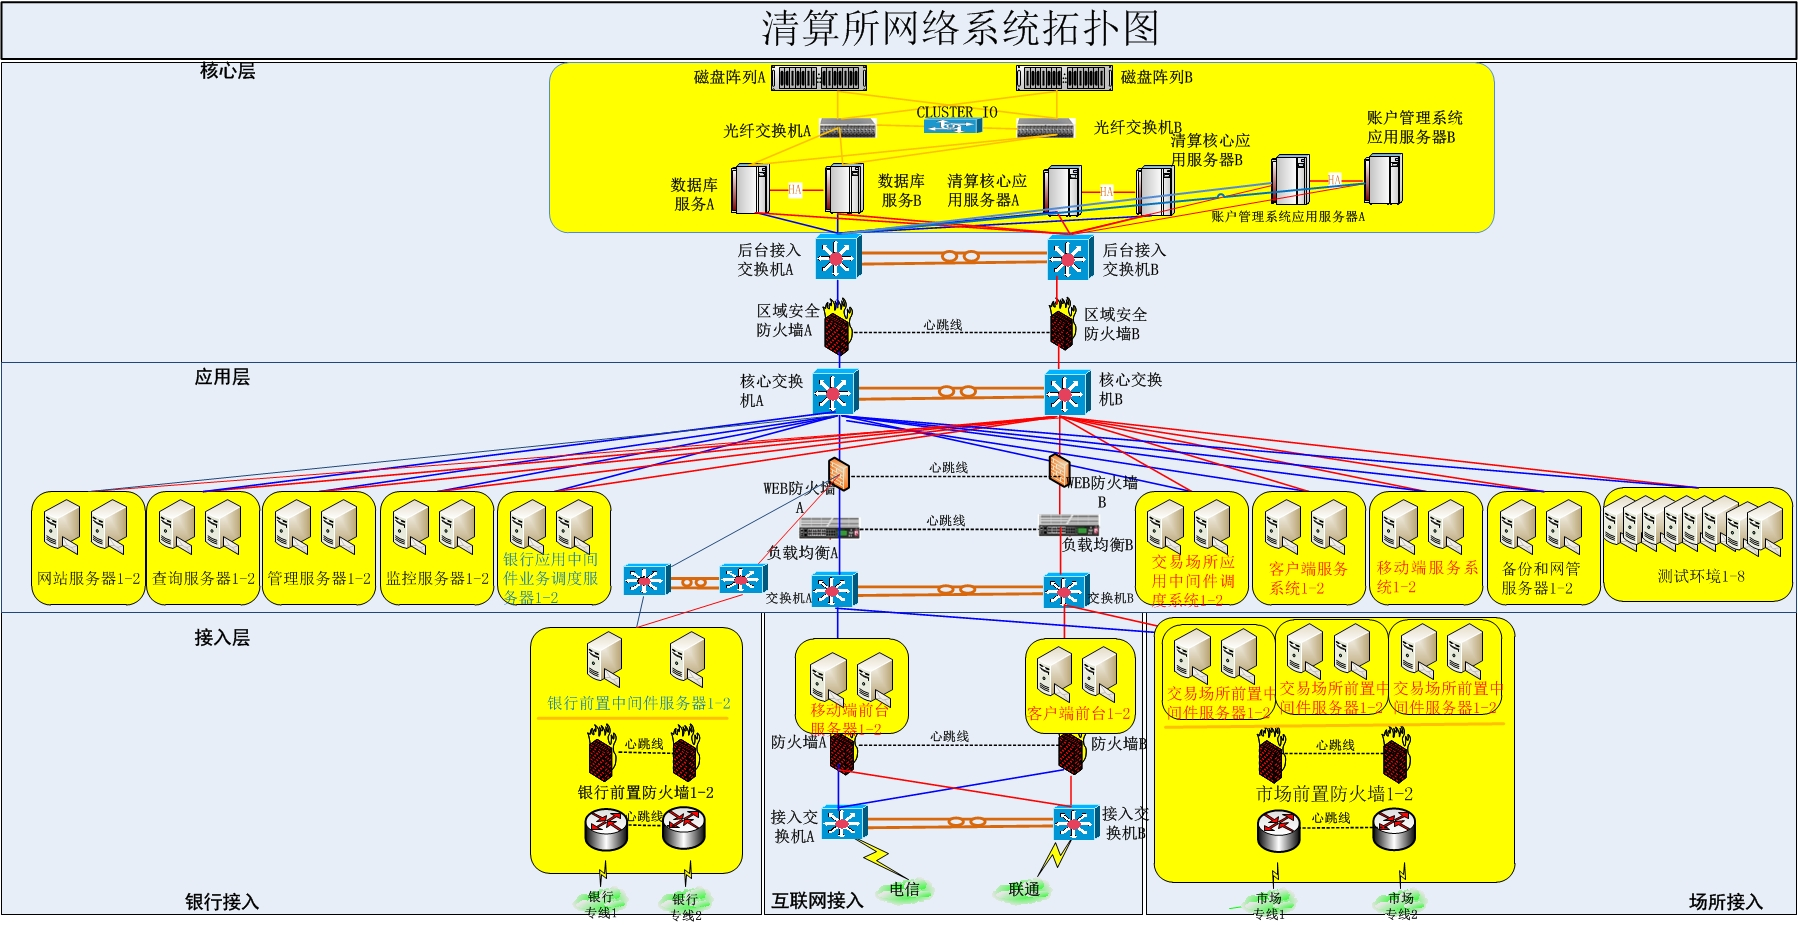 清算所网络系统拓扑图
核心层
磁盘阵列A
磁盘阵列B
光纤交换机A
CLUSTER IO
光纤交换机B
账户管理系统
应用服务器B
清算核心应
用服务器B
数据库
服务A
HA
数据库
服务B
清算核心应
用服务器A
HA
HA
账户管理系统应用服务器A
后台接入
交换机A
后台接入
交换机B
区域安全
防火墙A
心跳线
区域安全
防火墙B
应用层
核心交换
机A
核心交换
机B
WEB防火墙
A
心跳线
WEB防火墙
B
负载均衡A
心跳线
负载均衡B
网站服务器1-2
查询服务器1-2
管理服务器1-2
监控服务器1-2
银行应用中间
件业务调度服
务器1-2
交换机A
交换机B
交易场所应
用中间件调
度系统1-2
客户端服务
系统1-2
移动端服务系
统1-2
备份和网管
服务器1-2
测试环境1-8
接入层
银行前置中间件服务器1-2
心跳线
银行前置防火墙1-2
心跳线
银行
专线1
银行
专线2
银行接入
移动端前台
服务器1-2
客户端前台1-2
防火墙A
心跳线
防火墙B
接入交
换机A
接入交
换机B
电信
联通
互联网接入
交易场所前置中
间件服务器1-2
交易场所前置中
间件服务器1-2
交易场所前置中
间件服务器1-2
心跳线
市场前置防火墙1-2
心跳线
市场
专线1
市场
专线2
场所接入